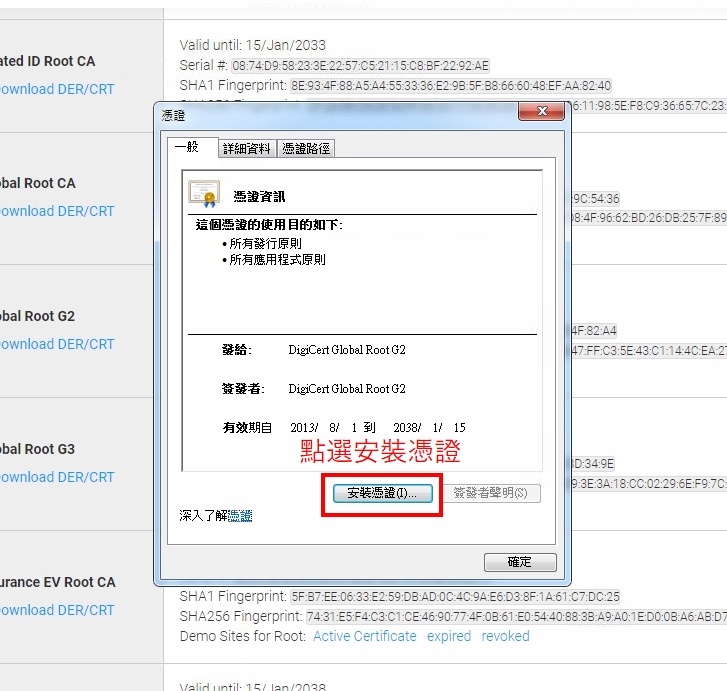 Valid until: 15/Jan/2033
ated ID Root CA
Serial #: 08:74:D9:58:23:3E:22:57:C5:21:15:C8:BF:22:92:AE
ownload DER/CRT
SHA1 Fingerprint: 8E:93:4F:88:A5:A4:55:33:36:E2:9B:5F:B8:66:60:48:EF:AA:82:40
06:11:98:5E:F8:C9:36:65:7C:23:
憑證
一般 詳細資料 憑證路徑
憑證資訊
這個憑證的使用目的如下:
• 所有發行原則
• 所有應用程式原則
發給: DigiCert Global Root G2
簽發者: DigiCert Global Root G2
有效期自 2013/ 8/ 1 到 2038/ 1/ 15
點選安裝憑證
安裝憑證(I)... 簽發者聲明(S)
深入了解憑證
確定
bal Root CA
ownload DER/CRT
:9C:54:36
08:4F:96:62:BD:26:DB:25:7F:89
bal Root G2
ownload DER/CRT
4F:82:A4
47:FF:C3:5E:43:C1:14:4C:EA:27
bal Root G3
ownload DER/CRT
BD:34:9E
9:3E:3A:18:CC:02:29:6E:F9:7C:
urance EV Root CA
ownload DER/CRT
SHA1 Fingerprint: 5F:B7:EE:06:33:E2:59:DB:AD:0C:4C:9A:E6:D3:8F:1A:61:C7:DC:25
SHA256 Fingerprint: 74:31:E5:F4:C3:C1:CE:46:90:77:4F:0B:61:E0:54:40:88:3B:A9:A0:1E:D0:0B:A6:AB:D7
Demo Sites for Root: Active Certificate expired revoked
Valid until: 15/Jan/2038